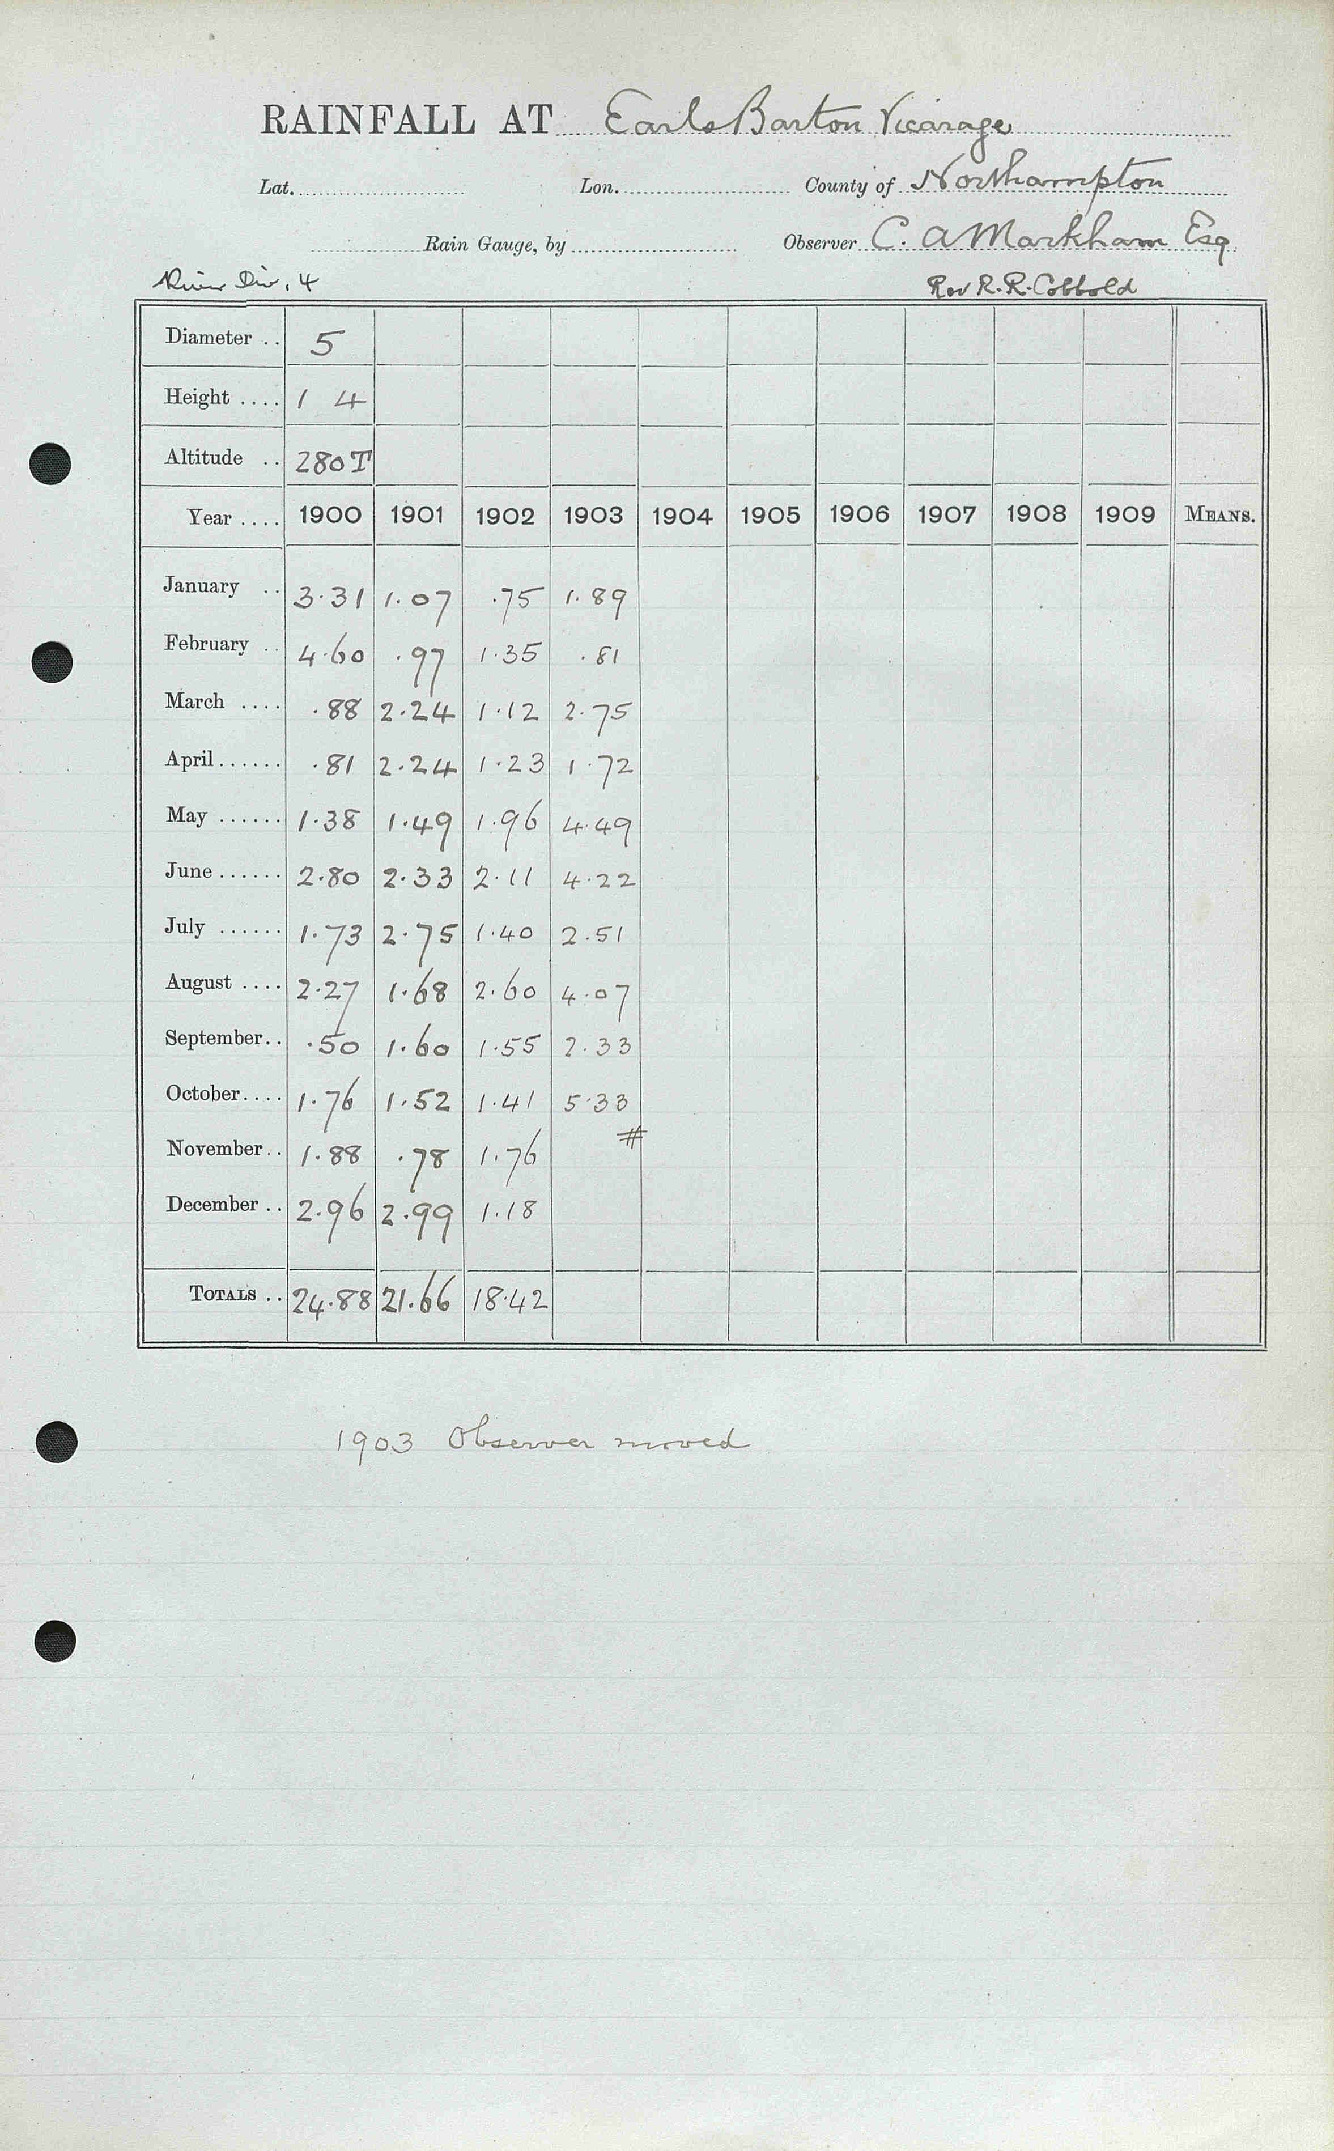 RAINFALL AT Earls Barton Vicarage
Lat. Lon. County of Northampton
Rain Gauge, by Observer C. A Markham Esq
River Div. 4 Rev R. R. Cobbold
Diameter .. 5
Height .... 1 4
Altitude .. 280T
Year .... 1900 1901 1902 1903 1904 1905 1906 1907 1908 1909 MEANS.
January .. 3.31 1.07 .75 1.89
February .. 4.60 .97 1.35 .81
March .... .88 2.24 1.12 2.75
April ...... .81 2.24 1.23 1.72
May ...... 1.38 1.49 1.96 4.49
June ...... 2.80 2.33 2.11 4.22
July ...... 1.73 2.75 1.40 2.51
August .... 2.27 1.68 2.60 4.07
September.. .50 1.60 1.55 2.33
October.... 1.76 1.52 1.41 5.33
November.. 1.88 .78 1.76 #
December .. 2.96 2.99 1.18
TOTALS .. 24.88 21.66 18.42
1903 Observer moved